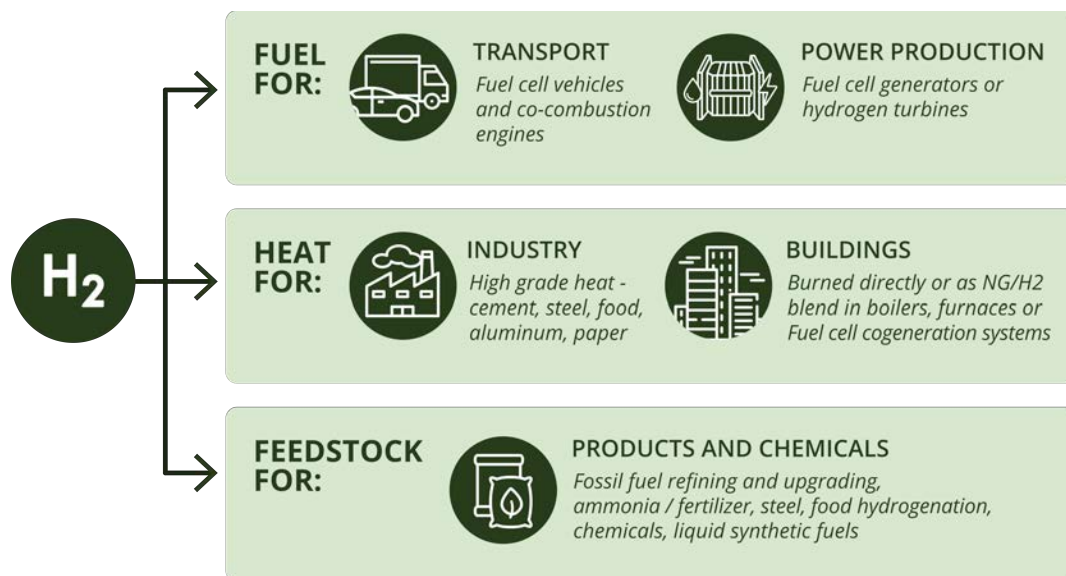 H2
FUEL
FOR:
TRANSPORT
Fuel cell vehicles
and co-combustion
engines
POWER PRODUCTION
Fuel cell generators or
hydrogen turbines
HEAT
FOR:
INDUSTRY
High grade heat -
cement, steel, food,
aluminum, paper
BUILDINGS
Burned directly or as NG/H2
blend in boilers, furnaces or
Fuel cell cogeneration systems
FEEDSTOCK
FOR:
PRODUCTS AND CHEMICALS
Fossil fuel refining and upgrading,
ammonia / fertilizer, steel, food hydrogenation,
chemicals, liquid synthetic fuels